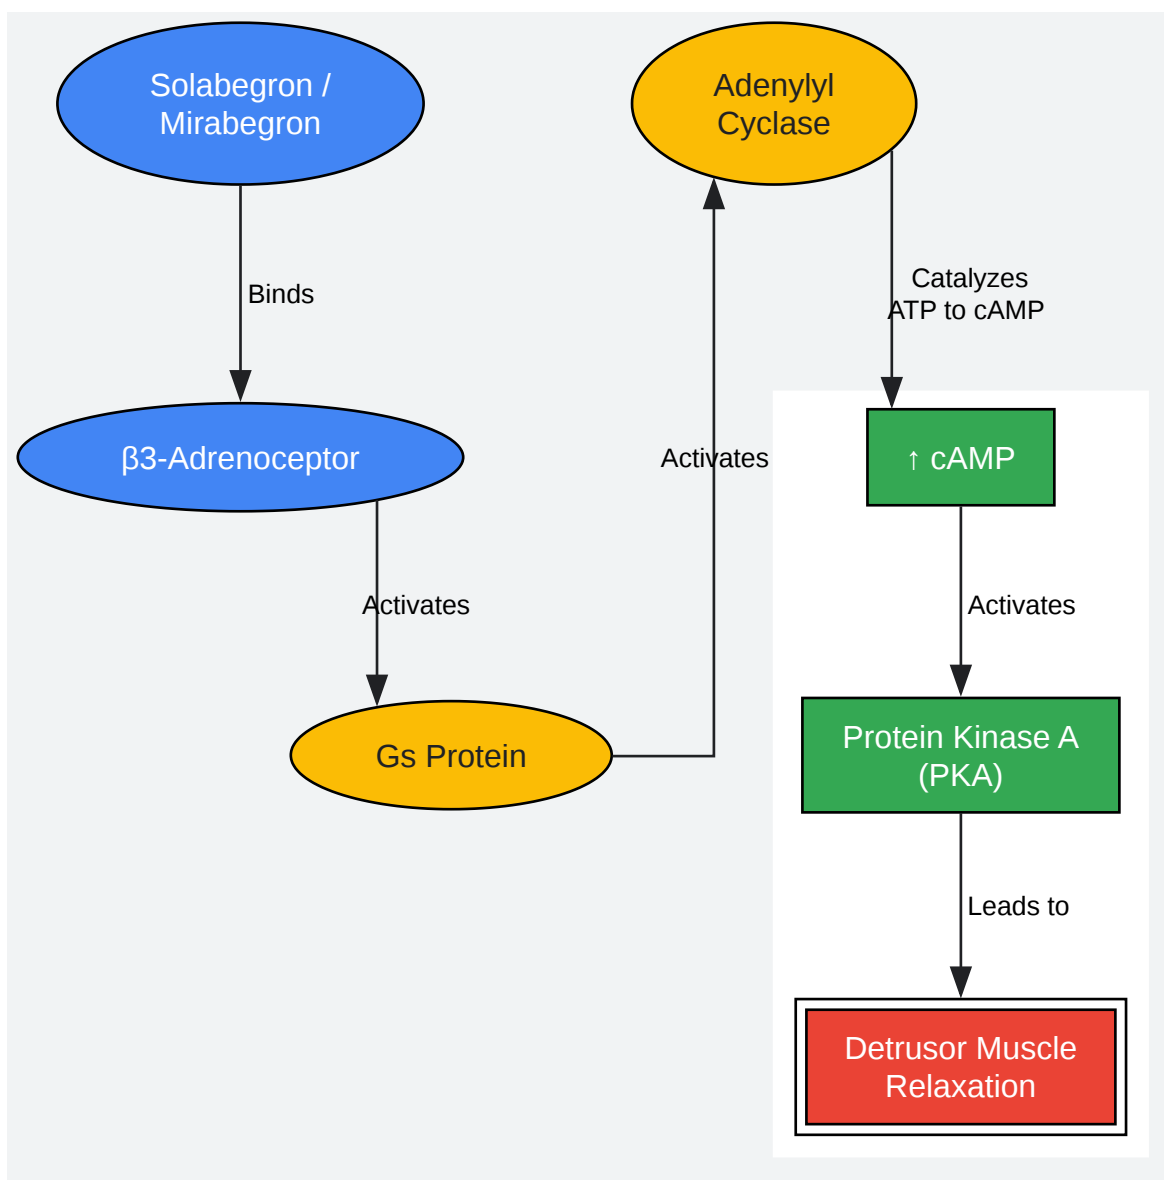 Solabegron /
Mirabegron
Binds
β3-Adrenoceptor
Activates
Gs Protein
Activates
Adenylyl
Cyclase
Catalyzes
ATP to cAMP
↑ cAMP
Activates
Protein Kinase A
(PKA)
Leads to
Detrusor Muscle
Relaxation